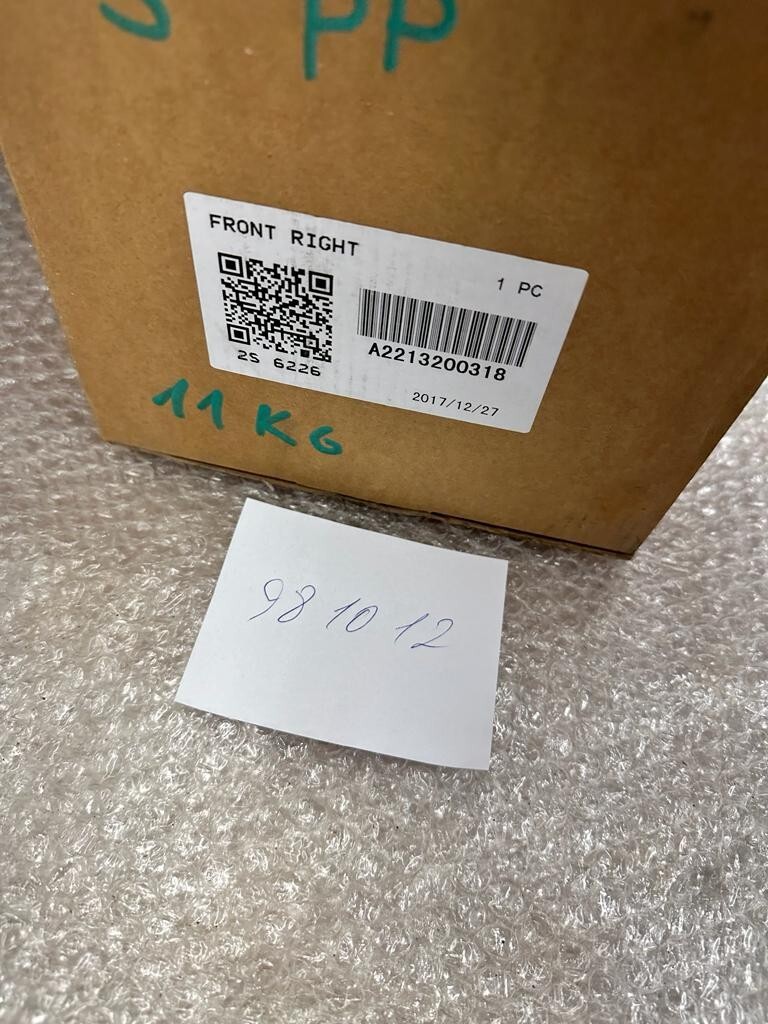 PP
FRONT RIGHT
1 PC
2S 6226
A2213200318
2017/12/27
11 KG
98 10 12